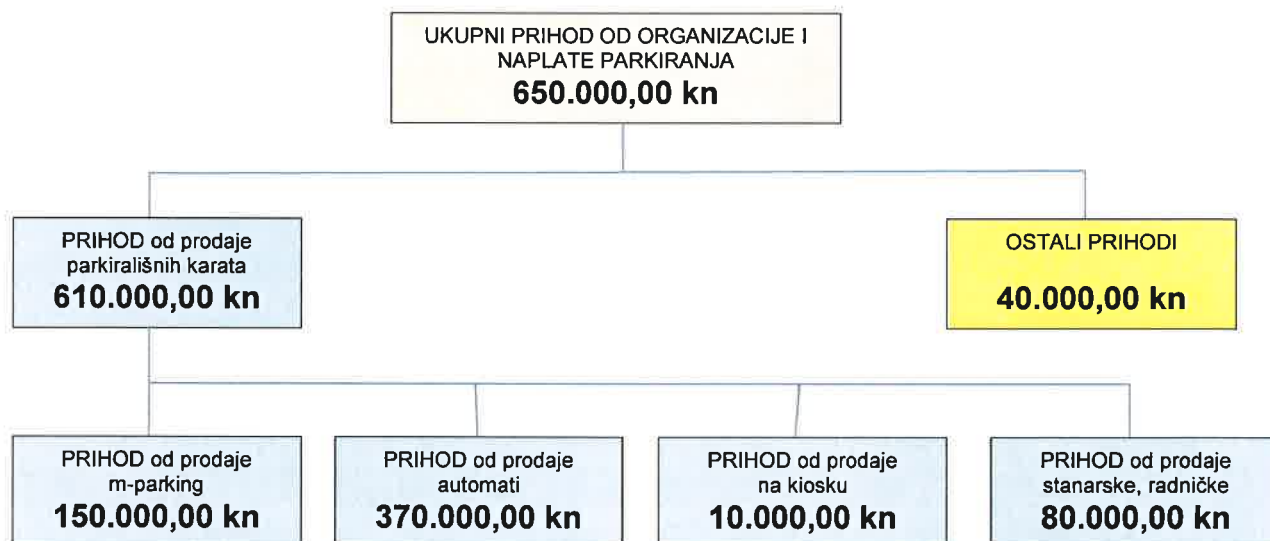 UKUPNI PRIHOD OD ORGANIZACIJE I
NAPLATE PARKIRANJA
650.000,00 kn
PRIHOD od prodaje
parkirališnih karata
610.000,00 kn
OSTALI PRIHODI
40.000,00 kn
PRIHOD od prodaje
m-parking
150.000,00 kn
PRIHOD od prodaje
automati
370.000,00 kn
PRIHOD od prodaje
na kiosku
10.000,00 kn
PRIHOD od prodaje
stanarske, radničke
80.000,00 kn